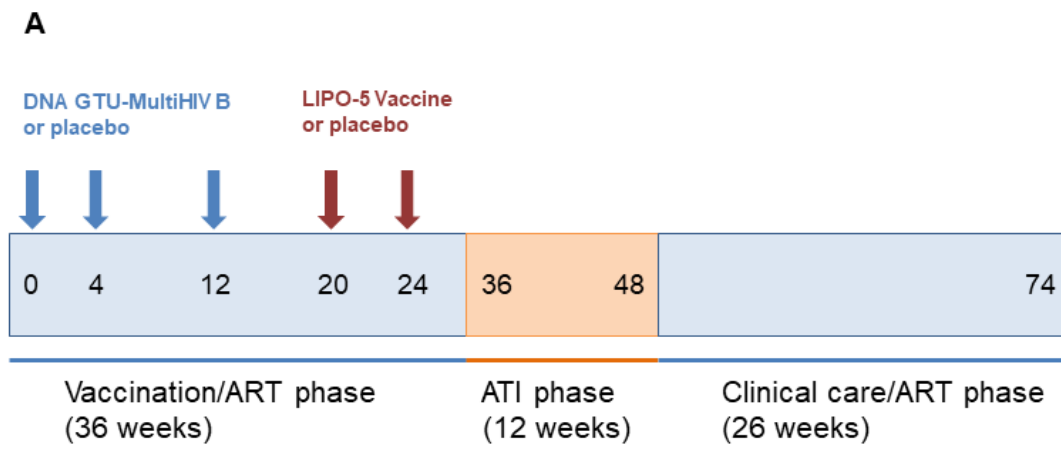 A
DNA GTU-MultiHIV B
or placebo
LIPO-5 Vaccine
or placebo
0 4 12 20 24 36 48 74
Vaccination/ART phase
(36 weeks)
ATI phase
(12 weeks)
Clinical care/ART phase
(26 weeks)